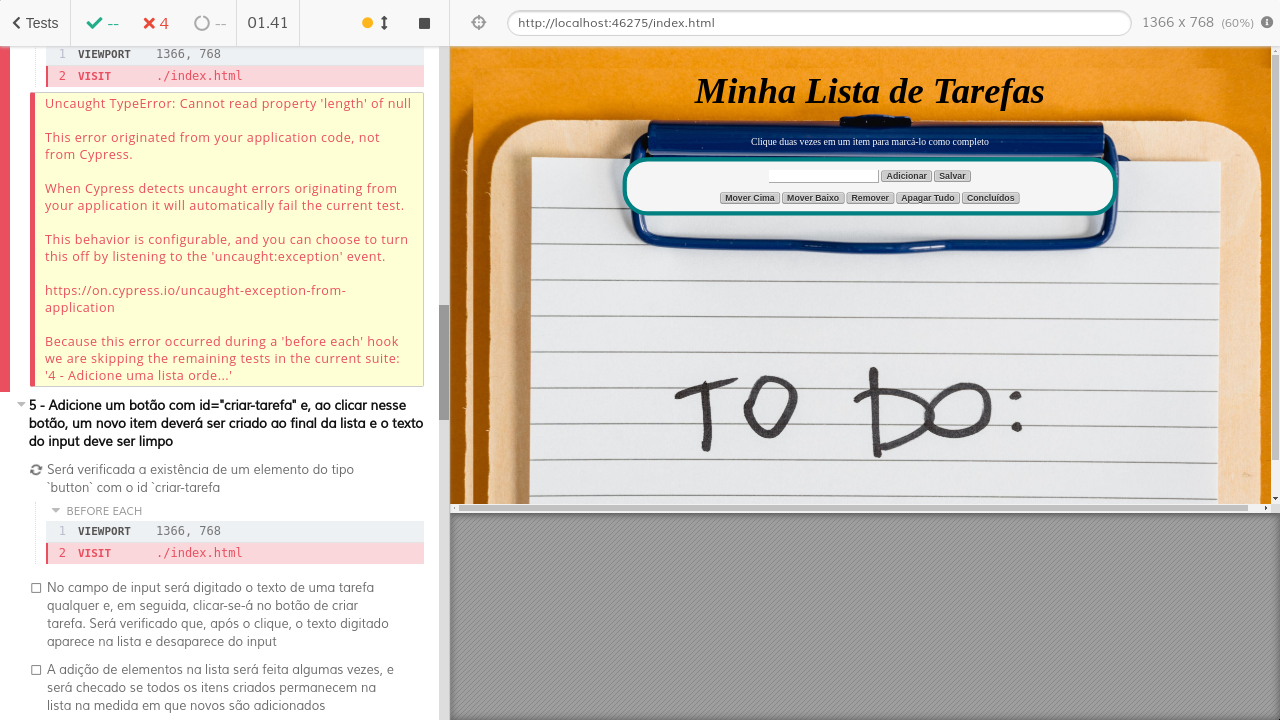 Tests
--
4
--
01.41
http://localhost:46275/index.html
1366 x 768 (60%)
1 VIEWPORT 1366, 768
2 VISIT ./index.html
Uncaught TypeError: Cannot read property 'length' of null
This error originated from your application code, not
from Cypress.
When Cypress detects uncaught errors originating from
your application it will automatically fail the current test.
This behavior is configurable, and you can choose to turn
this off by listening to the 'uncaught:exception' event.
https://on.cypress.io/uncaught-exception-from-
application
Because this error occurred during a 'before each' hook
we are skipping the remaining tests in the current suite:
'4 - Adicione uma lista orde...'
5 - Adicione um botão com id="criar-tarefa" e, ao clicar nesse
botão, um novo item deverá ser criado ao final da lista e o texto
do input deve ser limpo
Será verificada a existência de um elemento do tipo
`button` com o id `criar-tarefa
BEFORE EACH
1 VIEWPORT 1366, 768
2 VISIT ./index.html
No campo de input será digitado o texto de uma tarefa
qualquer e, em seguida, clicar-se-á no botão de criar
tarefa. Será verificado que, após o clique, o texto digitado
aparece na lista e desaparece do input
A adição de elementos na lista será feita algumas vezes, e
será checado se todos os itens criados permanecem na
lista na medida em que novos são adicionados
Minha Lista de Tarefas
Clique duas vezes em um item para marcá-lo como completo
Adicionar Salvar
Mover Cima Mover Baixo Remover Apagar Tudo Concluídos
TO DO: